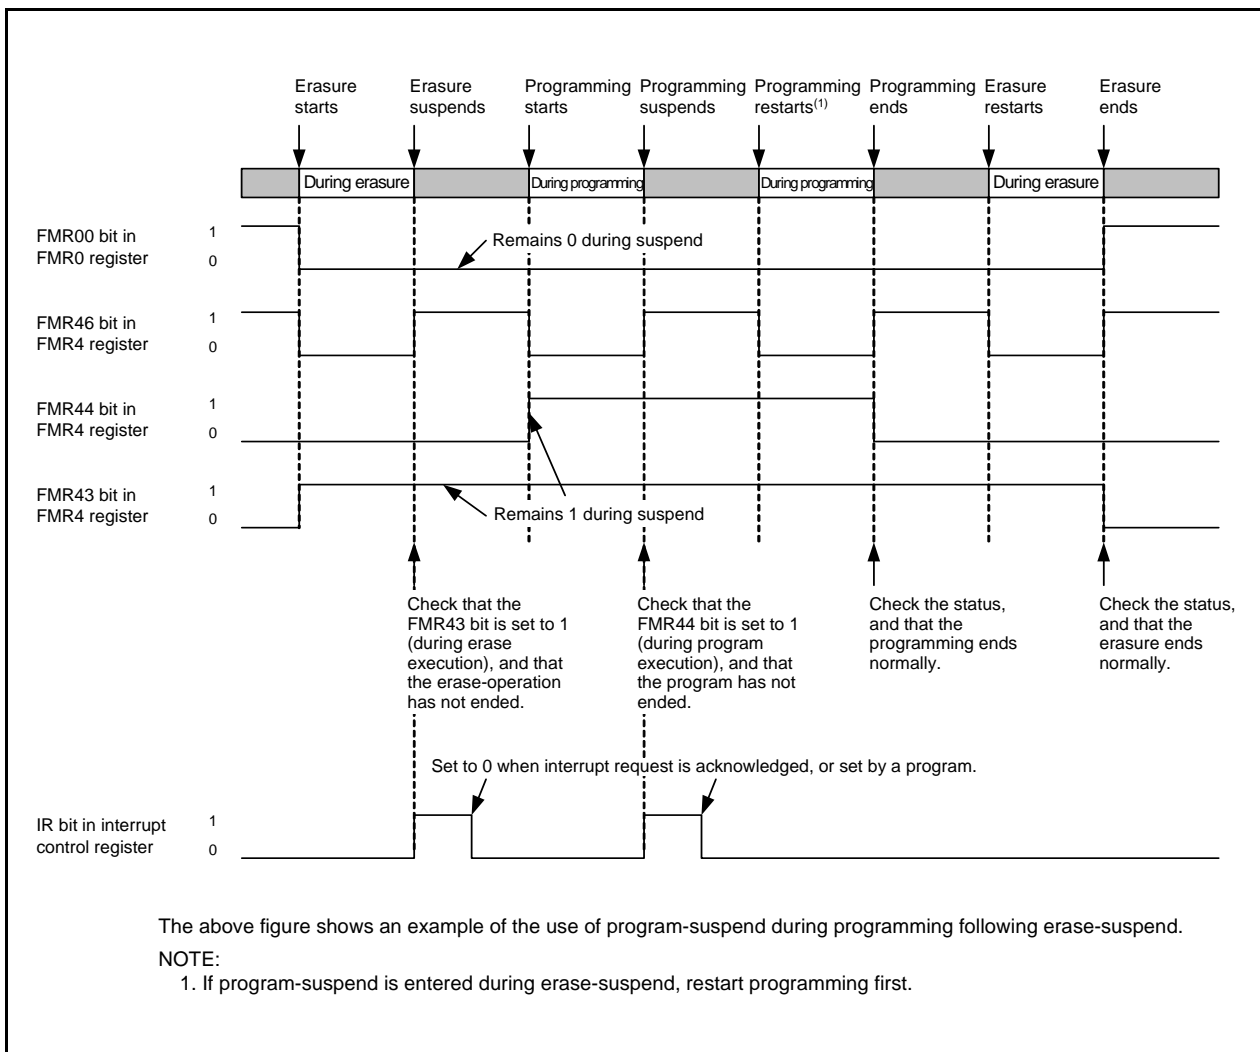 Erasure starts
Erasure suspends
Programming starts
Programming suspends
Programming restarts(1)
Programming ends
Erasure restarts
Erasure ends
During erasure
During programming
During programming
During erasure
FMR00 bit in
FMR0 register
1
0
Remains 0 during suspend
FMR46 bit in
FMR4 register
1
0
FMR44 bit in
FMR4 register
1
0
FMR43 bit in
FMR4 register
1
0
Remains 1 during suspend
Check that the
FMR43 bit is set to 1
(during erase
execution), and that
the erase-operation
has not ended.
Check that the
FMR44 bit is set to 1
(during program
execution), and that
the program has not
ended.
Check the status,
and that the
programming ends
normally.
Check the status,
and that the
erasure ends
normally.
Set to 0 when interrupt request is acknowledged, or set by a program.
IR bit in interrupt
control register
1
0
The above figure shows an example of the use of program-suspend during programming following erase-suspend.
NOTE:
1. If program-suspend is entered during erase-suspend, restart programming first.